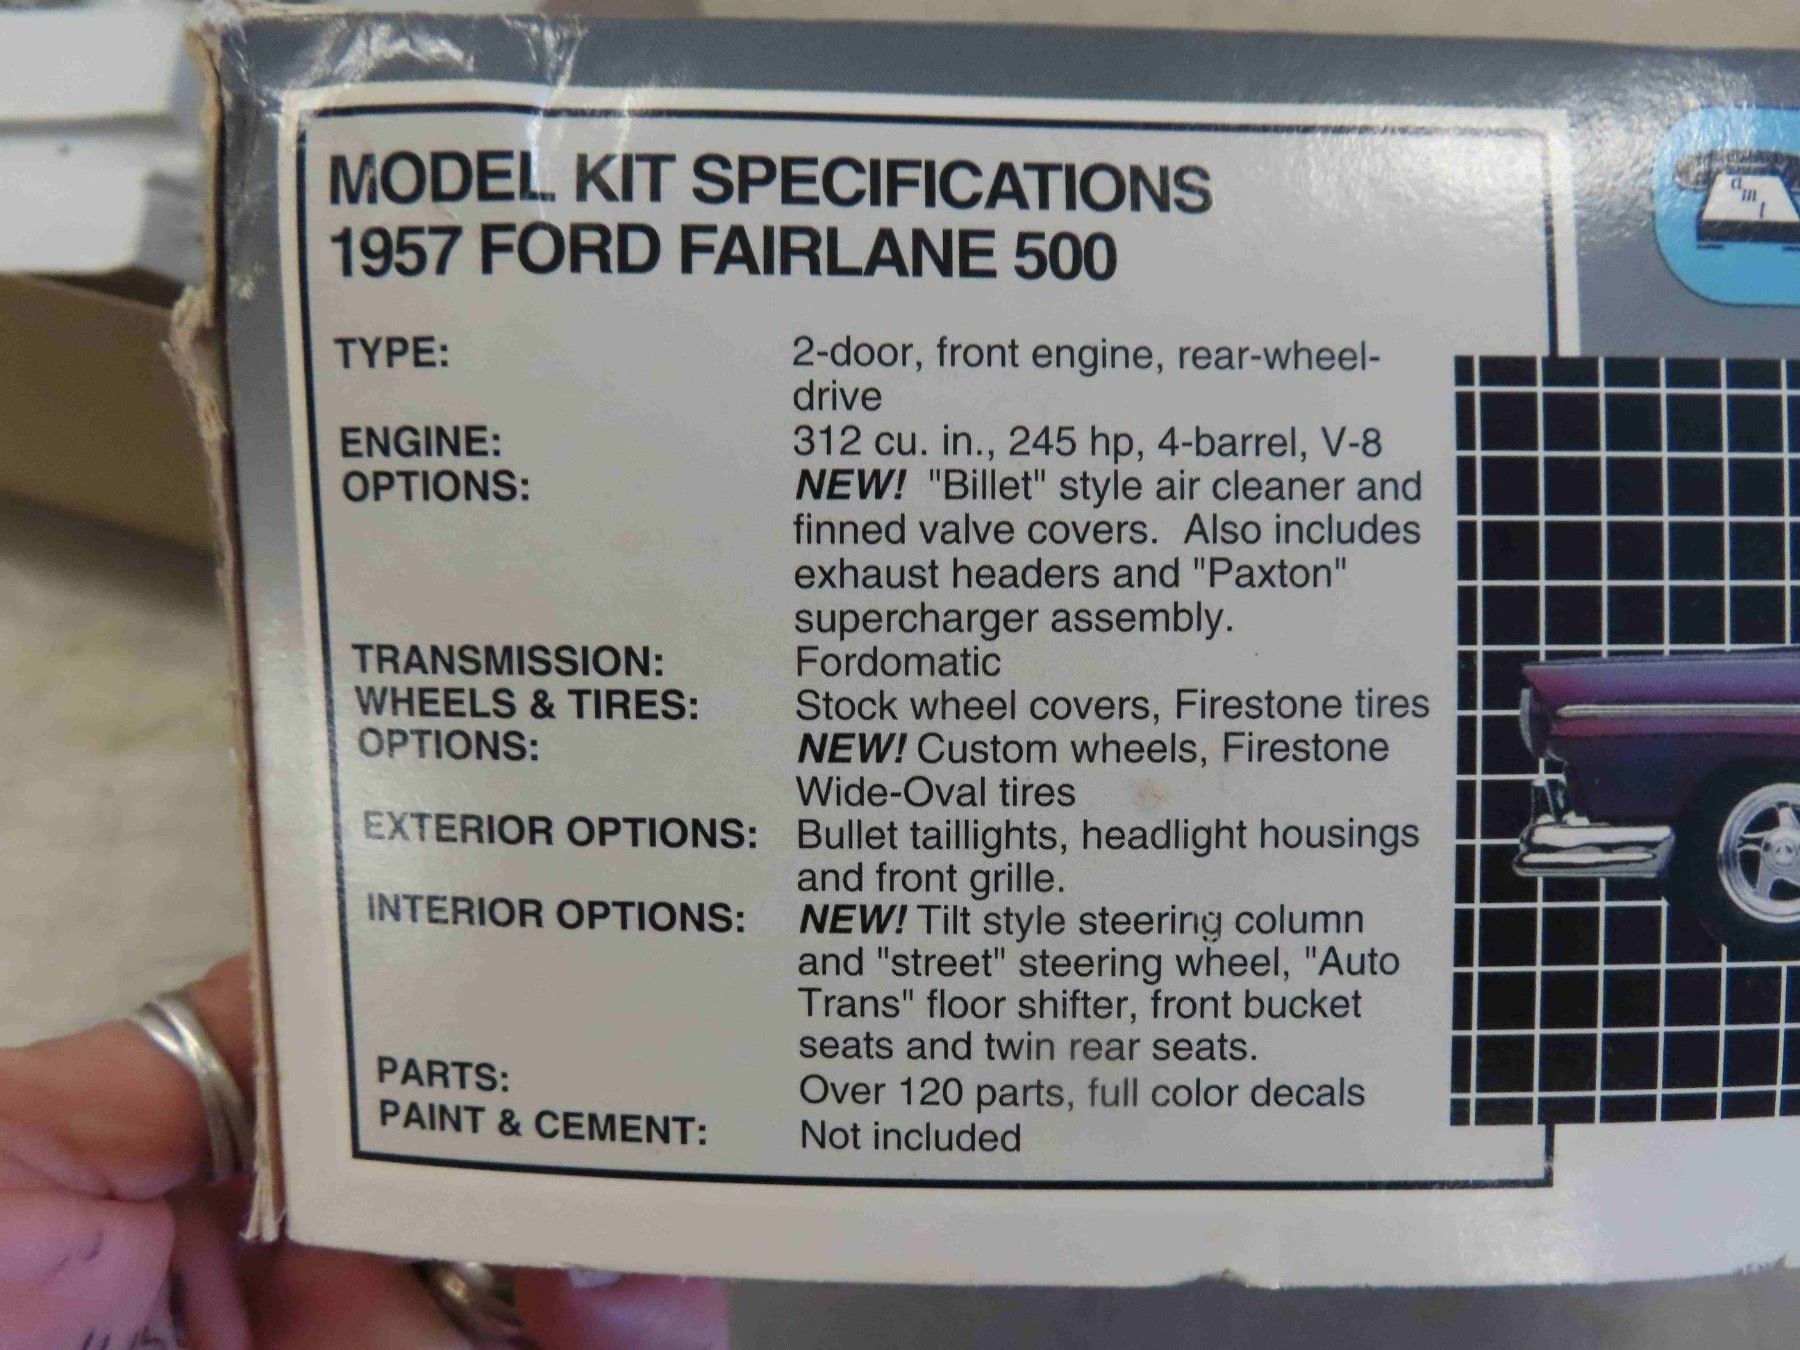 MODEL KIT SPECIFICATIONS
1957 FORD FAIRLANE 500
TYPE: 2-door, front engine, rear-wheel-
drive
ENGINE: 312 cu. in., 245 hp, 4-barrel, V-8
OPTIONS: NEW! "Billet" style air cleaner and
finned valve covers. Also includes
exhaust headers and "Paxton"
supercharger assembly.
TRANSMISSION: Fordomatic
WHEELS & TIRES: Stock wheel covers, Firestone tires
OPTIONS: NEW! Custom wheels, Firestone
Wide-Oval tires
EXTERIOR OPTIONS: Bullet taillights, headlight housings
and front grille.
INTERIOR OPTIONS: NEW! Tilt style steering column
and "street" steering wheel, "Auto
Trans" floor shifter, front bucket
seats and twin rear seats.
PARTS: Over 120 parts, full color decals
PAINT & CEMENT: Not included
amt